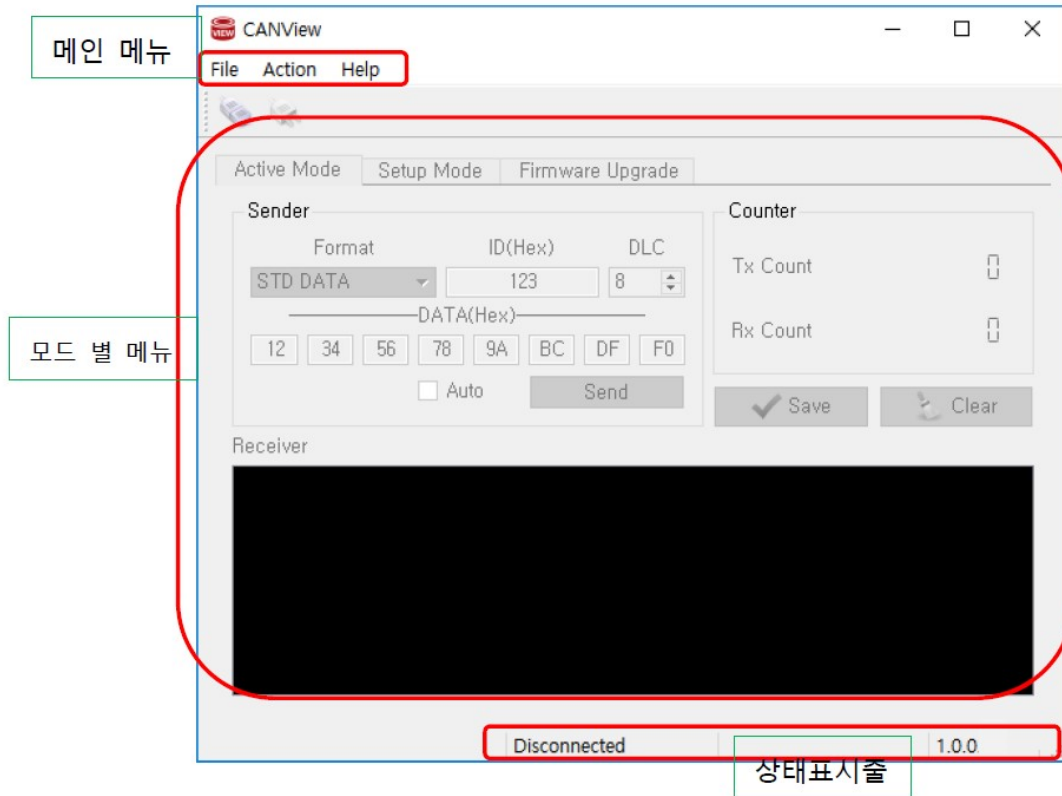 메인 메뉴
VIEW
CANView
File Action Help
Active Mode Setup Mode Firmware Upgrade
Sender
Format ID(Hex) DLC
STD DATA 123 8
DATA(Hex)
12 34 56 78 9A BC DF F0
Auto Send
Counter
Tx Count 0
Rx Count 0
Save Clear
모드 별 메뉴
Receiver
Disconnected 1.0.0
상태표시줄